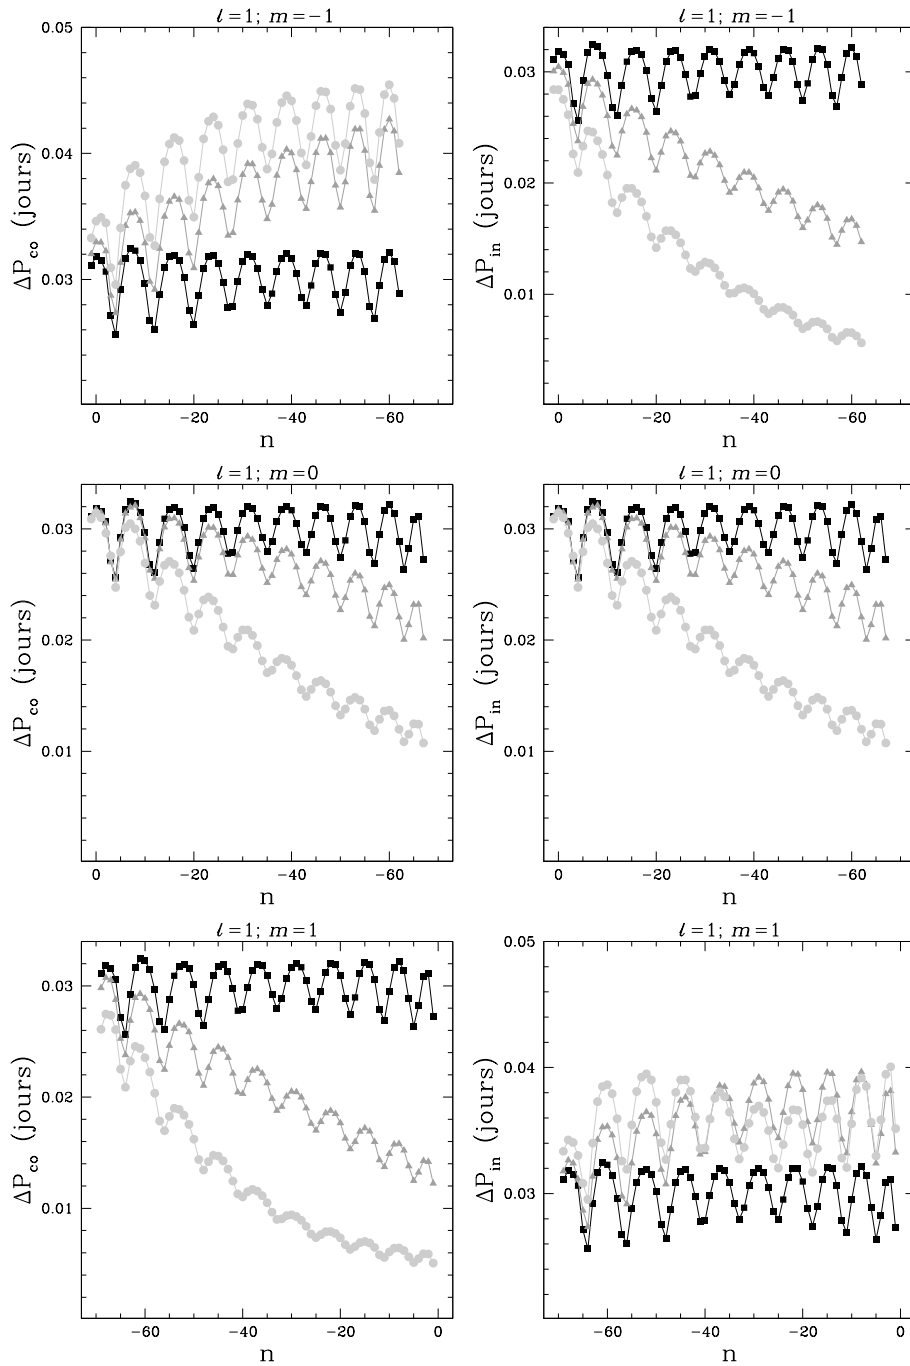 ℓ=1; m=−1
0.05
0.04
0.03
ΔP_co (jours)
0 −20 −40 −60
n
ℓ=1; m=−1
0.03
0.02
0.01
ΔP_in (jours)
0 −20 −40 −60
n
ℓ=1; m=0
0.03
0.02
0.01
ΔP_co (jours)
0 −20 −40 −60
n
ℓ=1; m=0
0.03
0.02
0.01
ΔP_in (jours)
0 −20 −40 −60
n
ℓ=1; m=1
0.03
0.02
0.01
ΔP_co (jours)
−60 −40 −20 0
n
ℓ=1; m=1
0.05
0.04
0.03
ΔP_in (jours)
−60 −40 −20 0
n